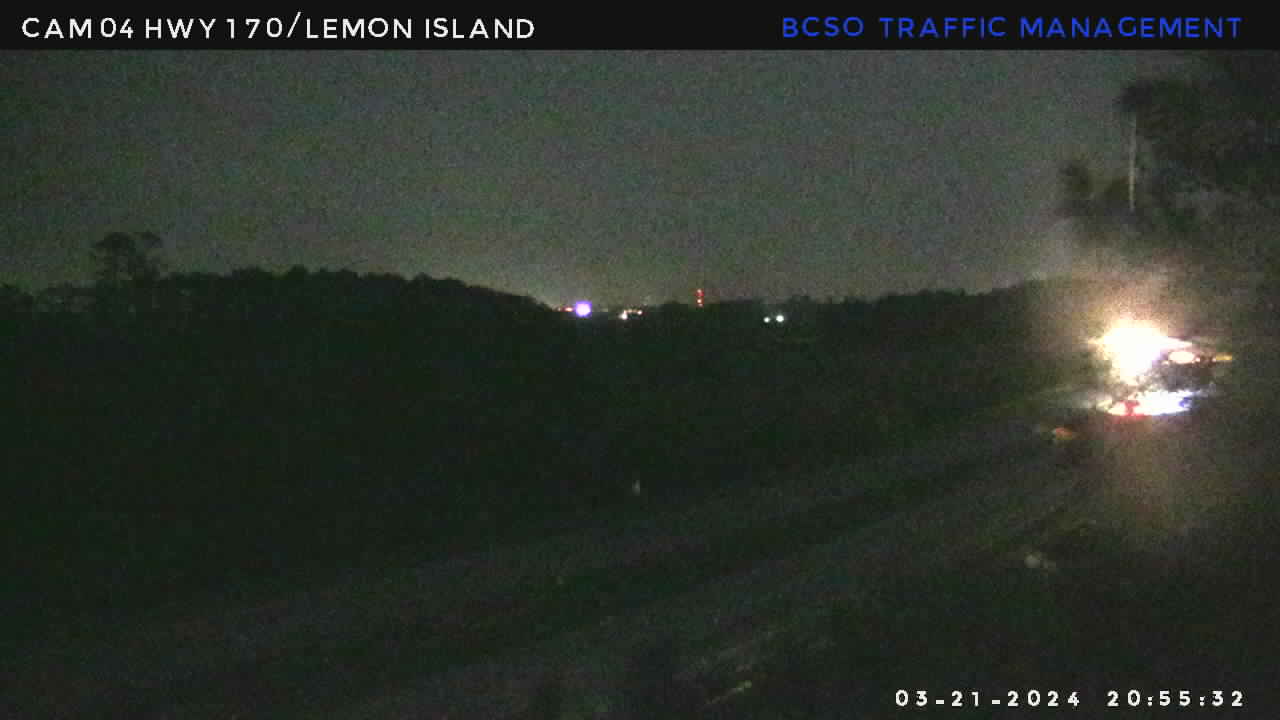 CAM04 HWY 170/LEMON ISLAND
BCSO TRAFFIC MANAGEMENT
03-21-2024 20:55:32